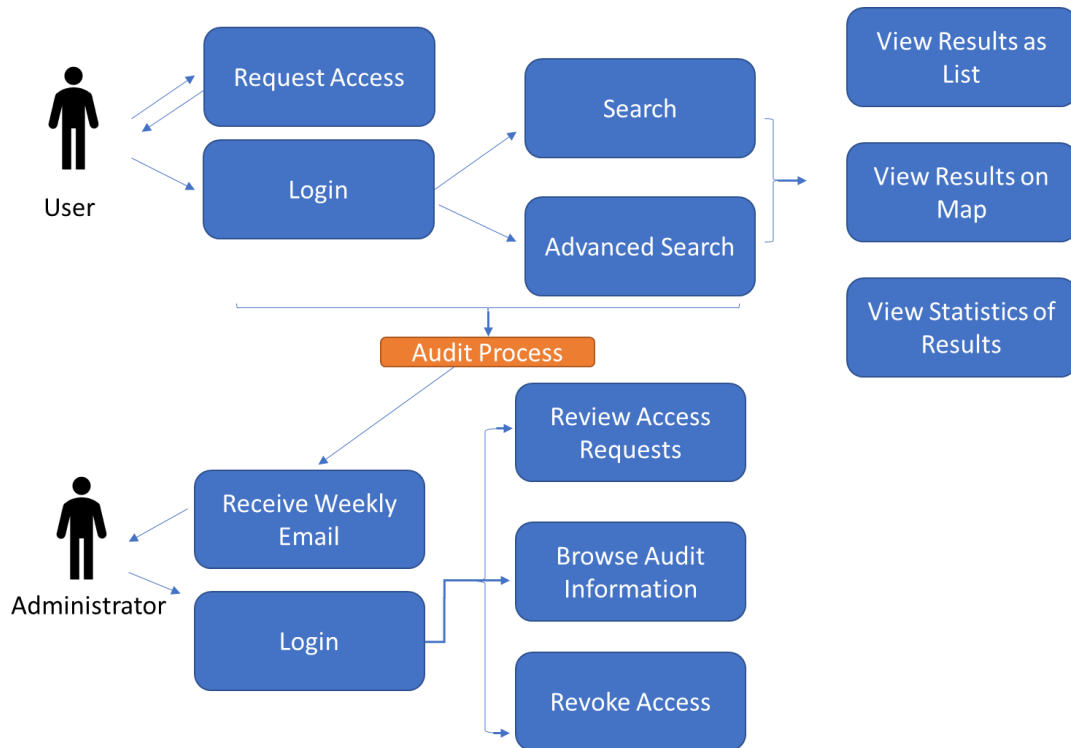 Request Access
User
Login
Search
Advanced Search
View Results as
List
View Results on
Map
View Statistics of
Results
Audit Process
Administrator
Receive Weekly
Email
Login
Review Access
Requests
Browse Audit
Information
Revoke Access